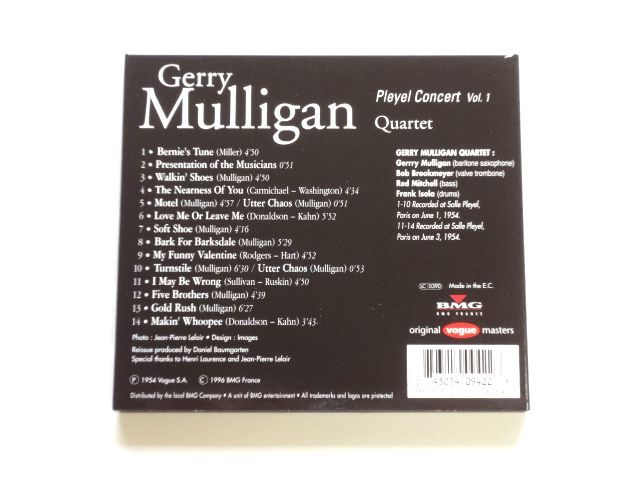 Gerry
Mulligan
Pleyel Concert Vol. 1
Quartet
1 • Bernie's Tune (Miller) 4'50
2 • Presentation of the Musicians 0'51
3 • Walkin' Shoes (Mulligan) 4'50
4 • The Nearness Of You (Carmichael – Washington) 4'34
5 • Motel (Mulligan) 4'57 / Utter Chaos (Mulligan) 0'51
6 • Love Me Or Leave Me (Donaldson – Kahn) 5'52
7 • Soft Shoe (Mulligan) 4'16
8 • Bark For Barksdale (Mulligan) 5'29
9 • My Funny Valentine (Rodgers – Hart) 4'52
10 • Turnstile (Mulligan) 6'30 / Utter Chaos (Mulligan) 0'53
11 • I May Be Wrong (Sullivan – Ruskin) 4'50
12 • Five Brothers (Mulligan) 4'39
13 • Gold Rush (Mulligan) 6'27
14 • Makin' Whoopee (Donaldson – Kahn) 3'43
GERRY MULLIGAN QUARTET :
Gerrry Mulligan (baritone saxophone)
Bob Brookmeyer (valve trombone)
Red Mitchell (bass)
Frank Isola (drums)
1-10 Recorded at Salle Pleyel,
Paris on June 1, 1954.
11-14 Recorded at Salle Pleyel,
Paris on June 3, 1954.
LC 0390 Made in the E.C.
BMG
BMG FRANCE
original vogue masters
Photo : Jean-Pierre Leloir • Design : Images
Reissue produced by Daniel Baumgarten
Special thanks to Henri Laurence and Jean-Pierre Leloir
Ⓟ 1954 Vogue S.A. © 1996 BMG France
Distributed by the local BMG Company • A unit of BMG entertainment • All trademarks and logos are protected
43214 09422